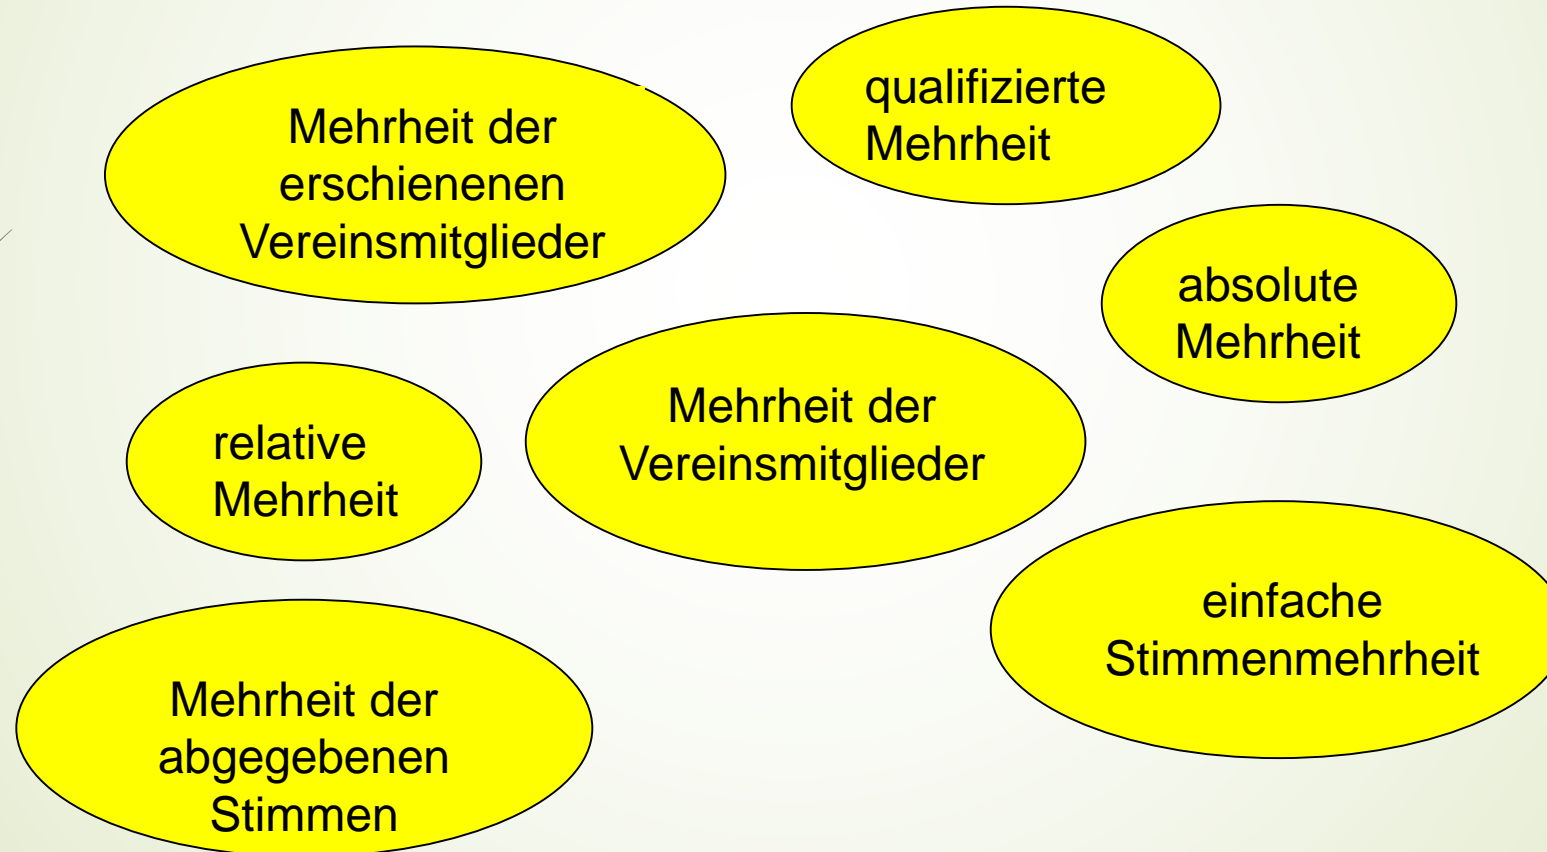 Mehrheit der
erschienenen
Vereinsmitglieder
qualifizierte
Mehrheit
absolute
Mehrheit
relative
Mehrheit
Mehrheit der
Vereinsmitglieder
einfache
Stimmenmehrheit
Mehrheit der
abgegebenen
Stimmen